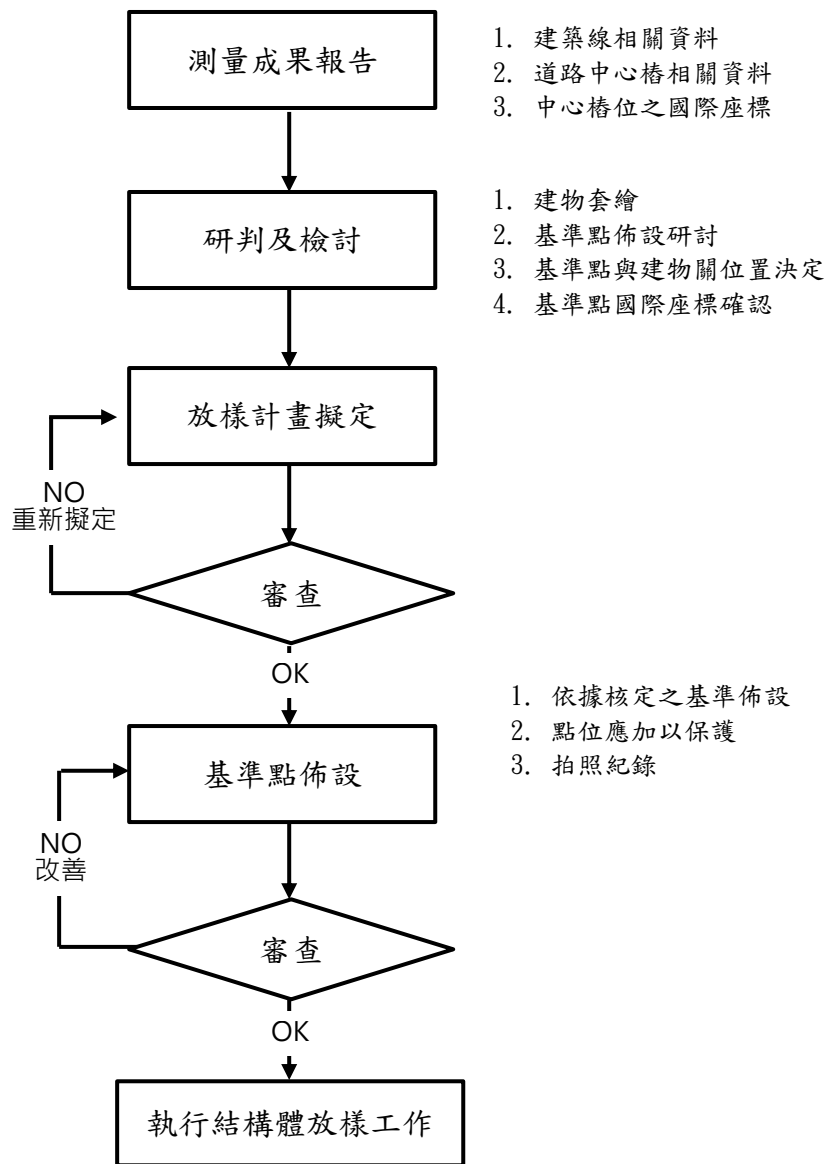 測量成果報告
1. 建築線相關資料
2. 道路中心樁相關資料
3. 中心樁位之國際座標
研判及檢討
1. 建物套繪
2. 基準點佈設研討
3. 基準點與建物關位置決定
4. 基準點國際座標確認
放樣計畫擬定
NO
重新擬定
審查
OK
1. 依據核定之基準佈設
2. 點位應加以保護
3. 拍照紀錄
基準點佈設
NO
改善
審查
OK
執行結構體放樣工作